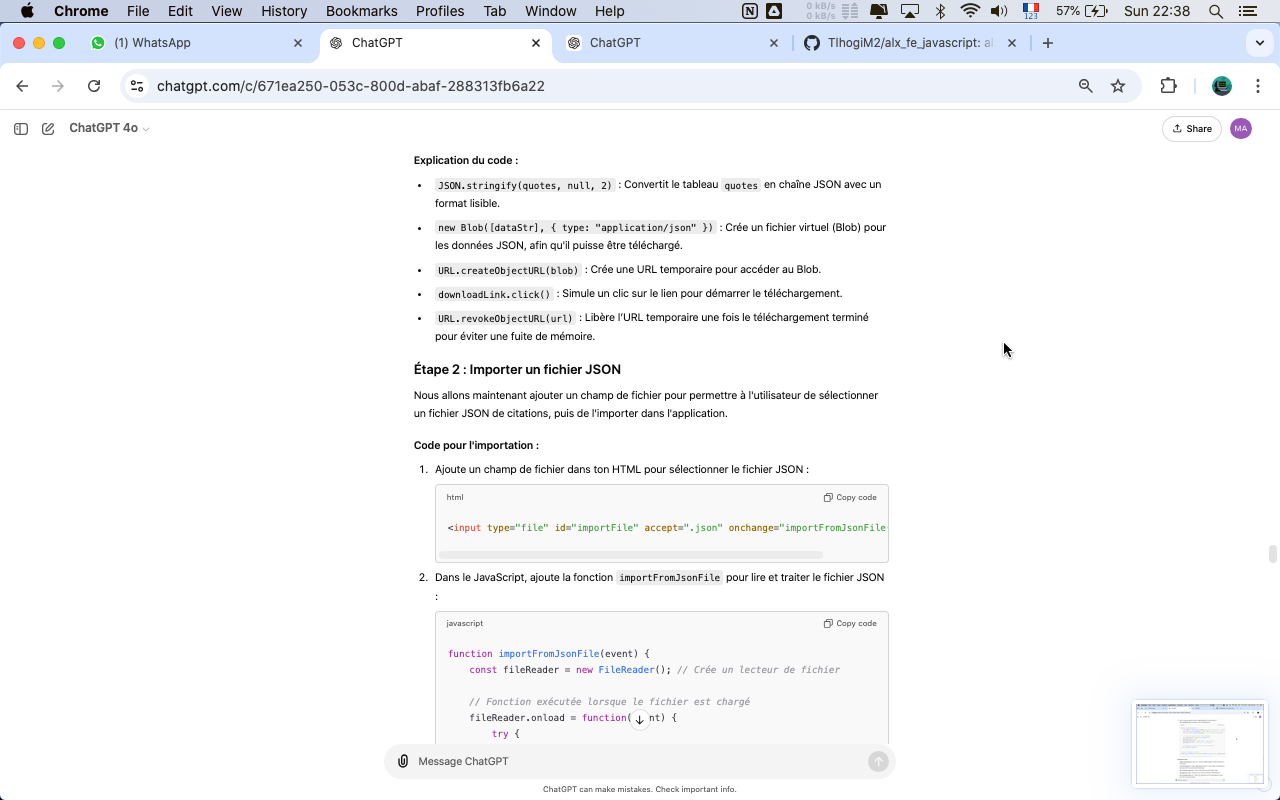 Chrome File Edit View History Bookmarks Profiles Tab Window Help 0 kB/s 0 kB/s 123 57% Sun 22:38
(1) WhatsApp ChatGPT ChatGPT TlhogiM2/alx_fe_javascript: al
chatgpt.com/c/671ea250-053c-800d-abaf-288313fb6a22
ChatGPT 4o Share MA
Explication du code :
JSON.stringify(quotes, null, 2) : Convertit le tableau quotes en chaîne JSON avec un
format lisible.
new Blob([dataStr], { type: "application/json" }) : Crée un fichier virtuel (Blob) pour
les données JSON, afin qu'il puisse être téléchargé.
URL.createObjectURL(blob) : Crée une URL temporaire pour accéder au Blob.
downloadLink.click() : Simule un clic sur le lien pour démarrer le téléchargement.
URL.revokeObjectURL(url) : Libère l'URL temporaire une fois le téléchargement terminé
pour éviter une fuite de mémoire.
Étape 2 : Importer un fichier JSON
Nous allons maintenant ajouter un champ de fichier pour permettre à l'utilisateur de sélectionner
un fichier JSON de citations, puis de l'importer dans l'application.
Code pour l'importation :
1. Ajoute un champ de fichier dans ton HTML pour sélectionner le fichier JSON :
html Copy code
<input type="file" id="importFile" accept=".json" onchange="importFromJsonFile
2. Dans le JavaScript, ajoute la fonction importFromJsonFile pour lire et traiter le fichier JSON
:
javascript Copy code
function importFromJsonFile(event) {
const fileReader = new FileReader(); // Crée un lecteur de fichier
// Fonction exécutée lorsque le fichier est chargé
fileReader.onload = function( nt) {
try {
Message ChatGPT
ChatGPT can make mistakes. Check important info.